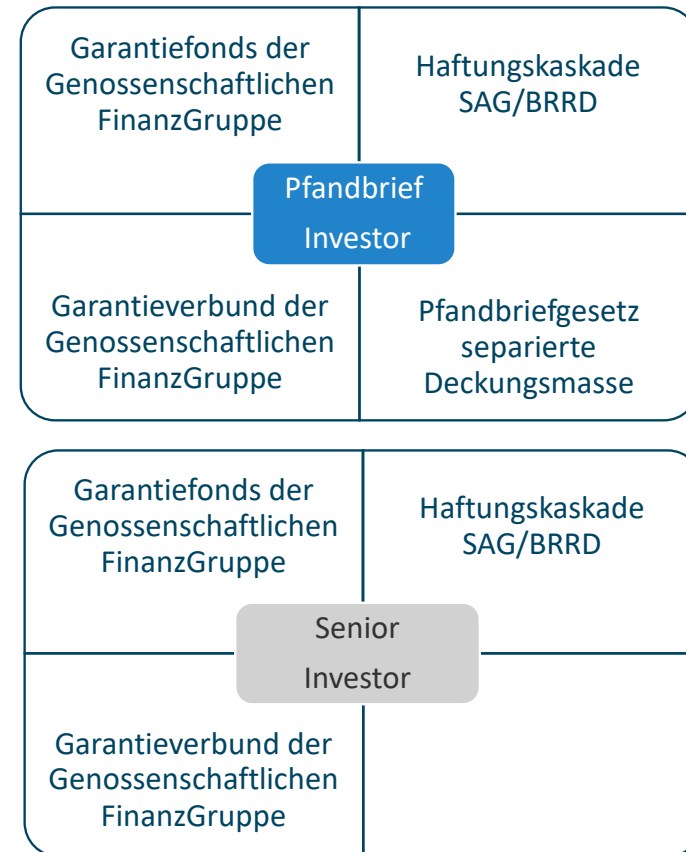 Garantiefonds der
Genossenschaftlichen
FinanzGruppe
Haftungskaskade
SAG/BRRD
Pfandbrief
Investor
Garantieverbund der
Genossenschaftlichen
FinanzGruppe
Pfandbriefgesetz
separierte
Deckungsmasse
Garantiefonds der
Genossenschaftlichen
FinanzGruppe
Haftungskaskade
SAG/BRRD
Senior
Investor
Garantieverbund der
Genossenschaftlichen
FinanzGruppe